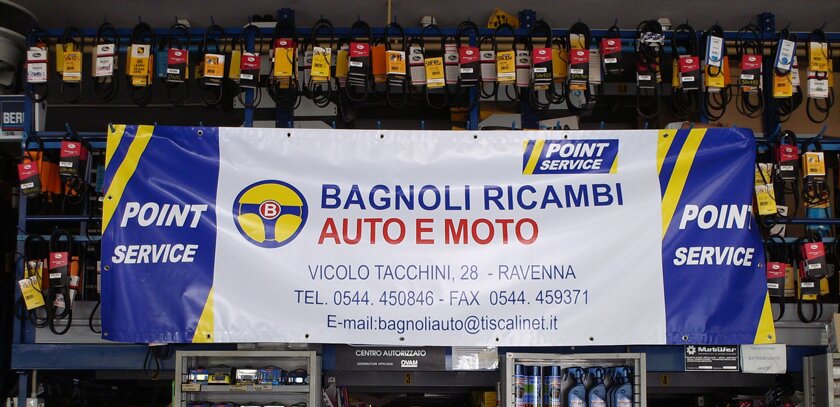 POINT
SERVICE
POINT
SERVICE
B
BAGNOLI RICAMBI
AUTO E MOTO
VICOLO TACCHINI, 28 - RAVENNA
TEL. 0544. 450846 - FAX 0544. 459371
E-mail:bagnoliauto@tiscalinet.it
POINT
SERVICE
CENTRO AUTORIZZATO
OVAM